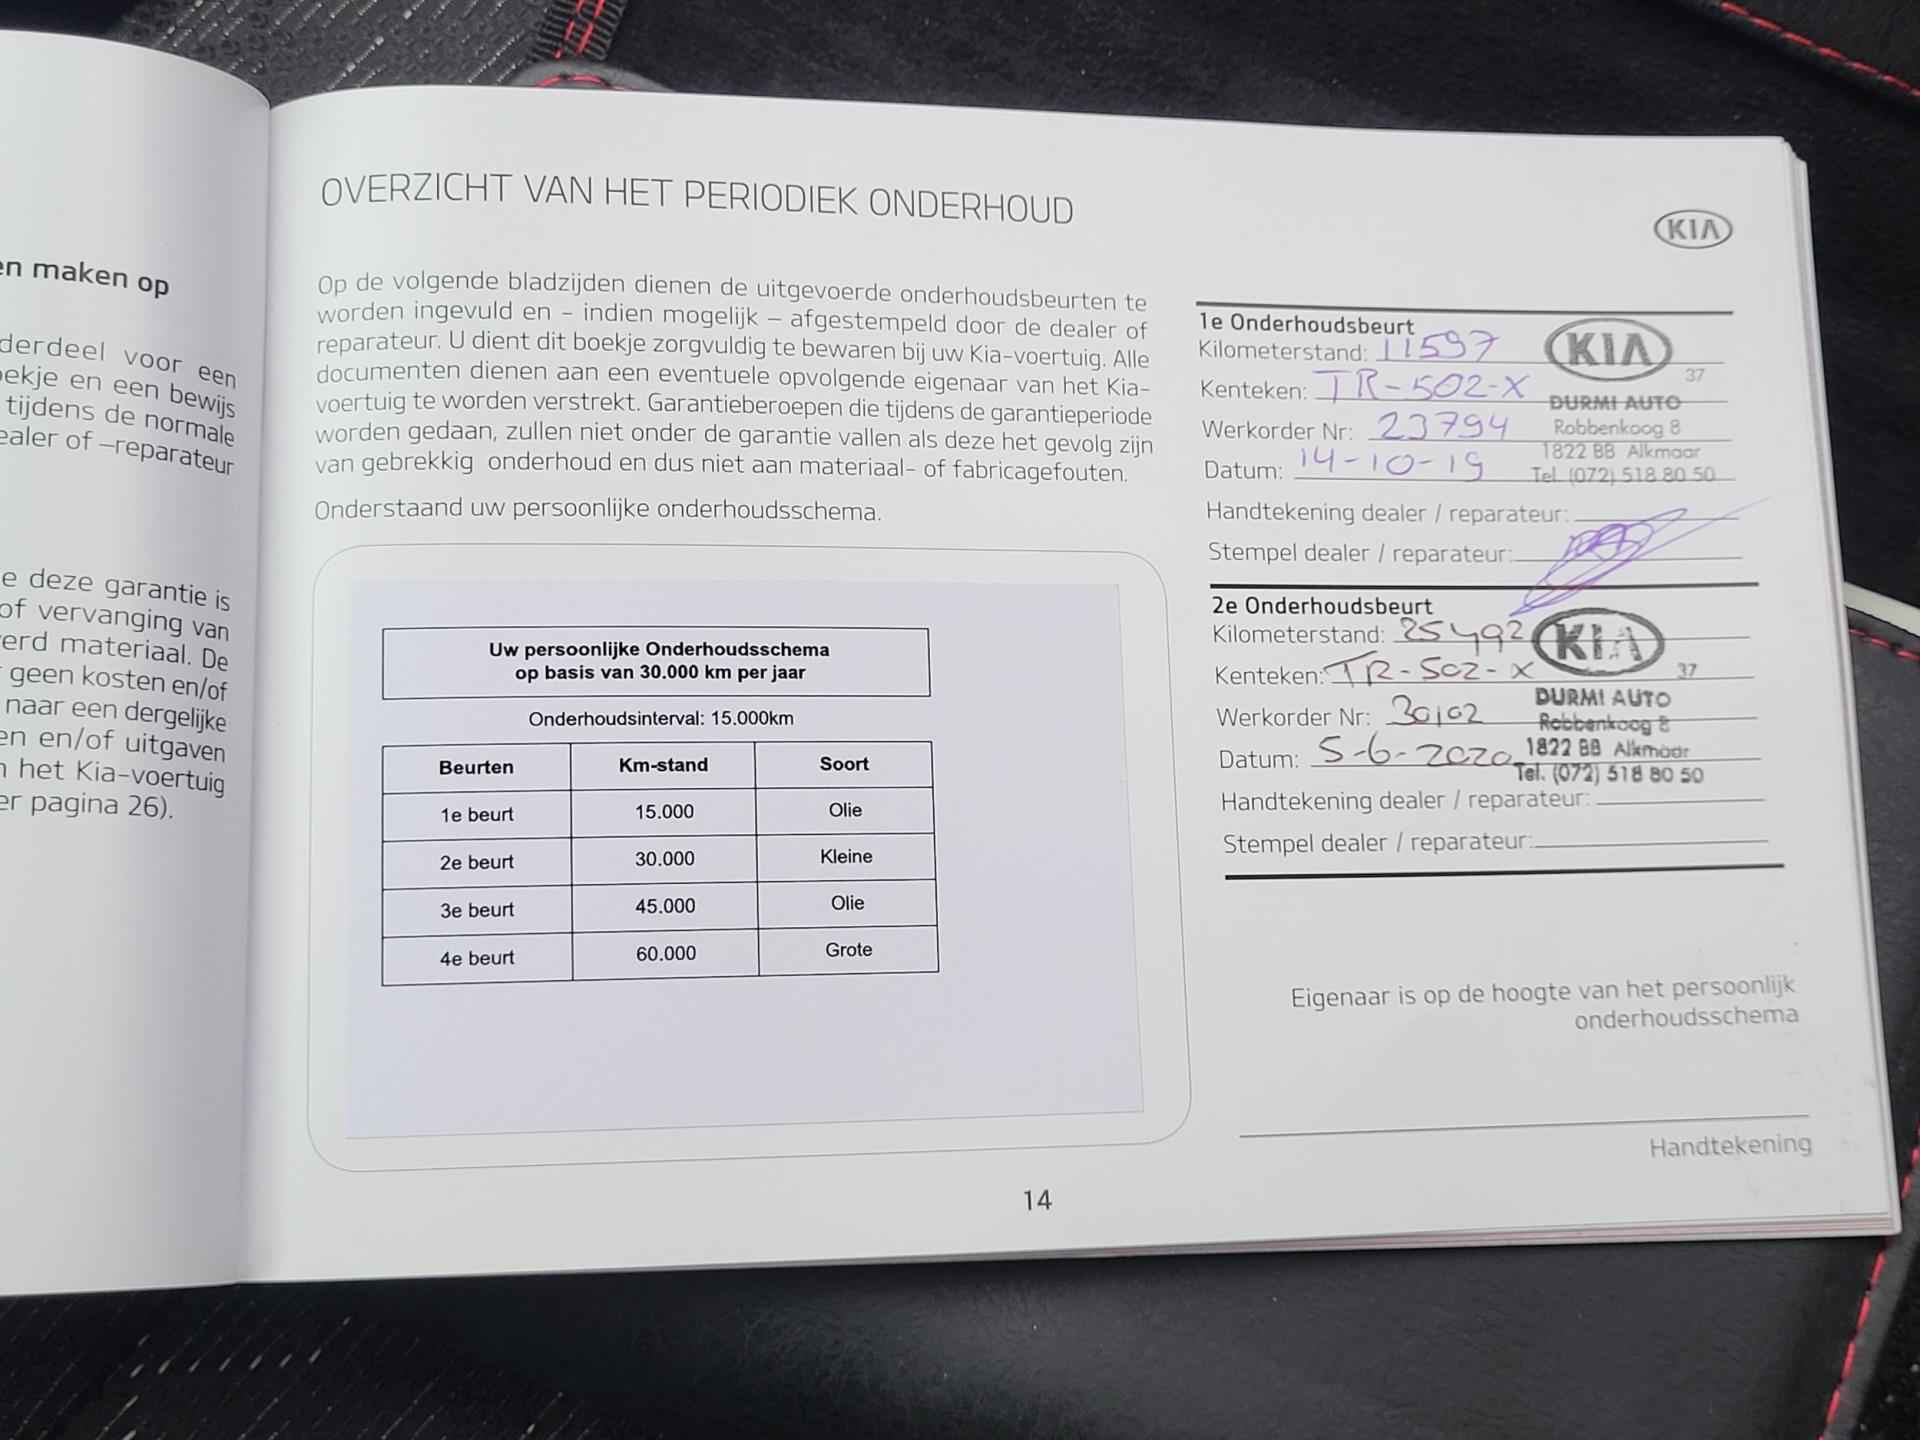 en maken op
derdeel voor een
oekje en een bewijs
tijdens de normale
ealer of –reparateur
e deze garantie is
of vervanging van
erd materiaal. De
geen kosten en/of
naar een dergelijke
en en/of uitgaven
n het Kia-voertuig
er pagina 26).
OVERZICHT VAN HET PERIODIEK ONDERHOUD
KIA
Op de volgende bladzijden dienen de uitgevoerde onderhoudsbeurten te
worden ingevuld en – indien mogelijk – afgestempeld door de dealer of
reparateur. U dient dit boekje zorgvuldig te bewaren bij uw Kia-voertuig. Alle
documenten dienen aan een eventuele opvolgende eigenaar van het Kia-
voertuig te worden verstrekt. Garantieberoepen die tijdens de garantieperiode
worden gedaan, zullen niet onder de garantie vallen als deze het gevolg zijn
van gebrekkig onderhoud en dus niet aan materiaal- of fabricagefouten.
Onderstaand uw persoonlijke onderhoudsschema.
Uw persoonlijke Onderhoudsschema
op basis van 30.000 km per jaar
Onderhoudsinterval: 15.000km
Beurten Km-stand Soort
1e beurt 15.000 Olie
2e beurt 30.000 Kleine
3e beurt 45.000 Olie
4e beurt 60.000 Grote
1e Onderhoudsbeurt
Kilometerstand: 11597
Kenteken: TR-502-X
Werkorder Nr: 23794
Datum: 14-10-19
KIA
37
DURMI AUTO
Robbenkoog 8
1822 BB Alkmaar
Tel. (072) 518 80 50
Handtekening dealer / reparateur:
Stempel dealer / reparateur:
2e Onderhoudsbeurt
Kilometerstand: 25492
Kenteken: TR-502-X
Werkorder Nr: 30102
Datum: 5-6-2020
KIA
37
DURMI AUTO
Robbenkoog 8
1822 BB Alkmaar
Tel. (072) 518 80 50
Handtekening dealer / reparateur:
Stempel dealer / reparateur:
Eigenaar is op de hoogte van het persoonlijk
onderhoudsschema
Handtekening
14